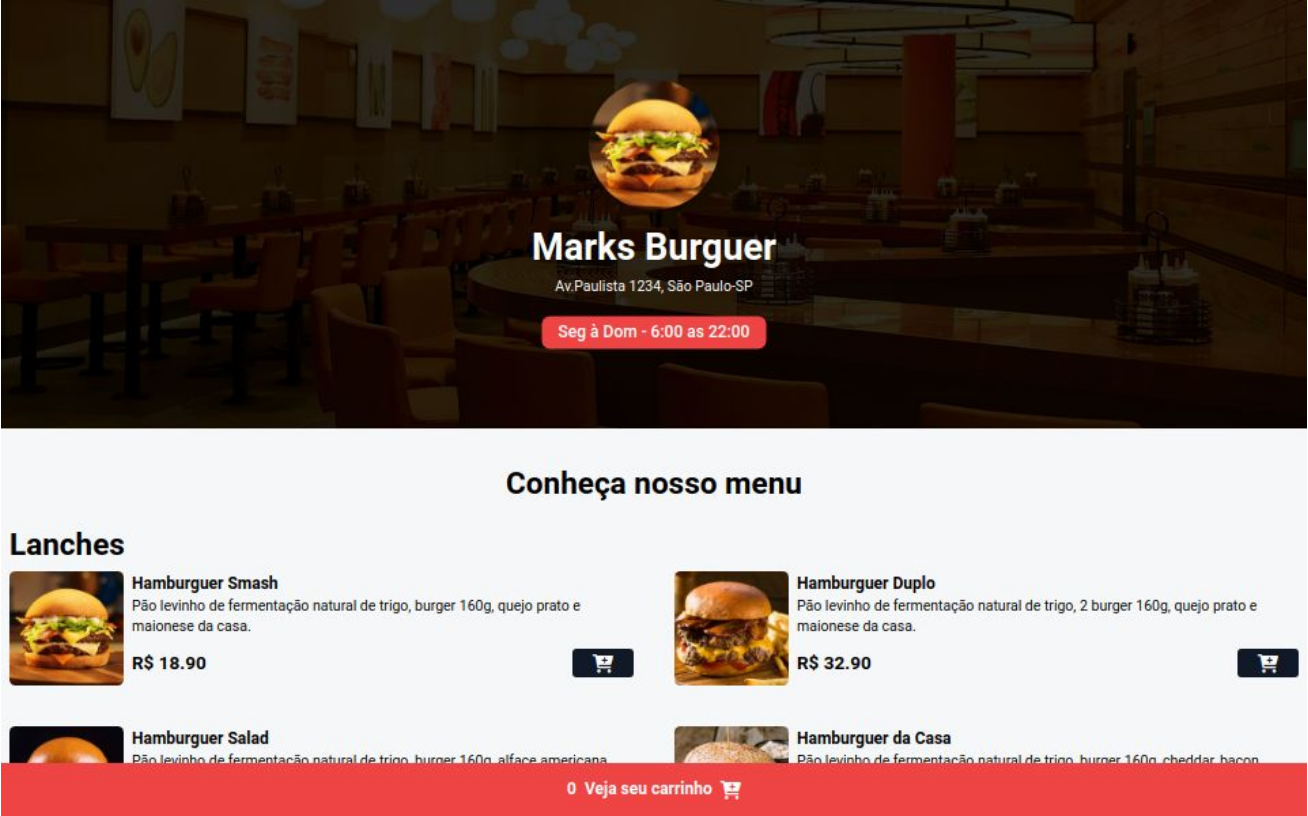 Marks Burguer
Av.Paulista 1234, São Paulo-SP
Seg à Dom - 6:00 as 22:00
Conheça nosso menu
Lanches
Hamburguer Smash
Pão levinho de fermentação natural de trigo, burger 160g, quejo prato e
maionese da casa.
R$ 18.90
Hamburguer Duplo
Pão levinho de fermentação natural de trigo, 2 burger 160g, quejo prato e
maionese da casa.
R$ 32.90
Hamburguer Salad
Pão levinho de fermentação natural de trigo, burger 160g, alface americana
Hamburguer da Casa
Pão levinho de fermentação natural de trigo, burger 160g, cheddar, bacon
0 Veja seu carrinho